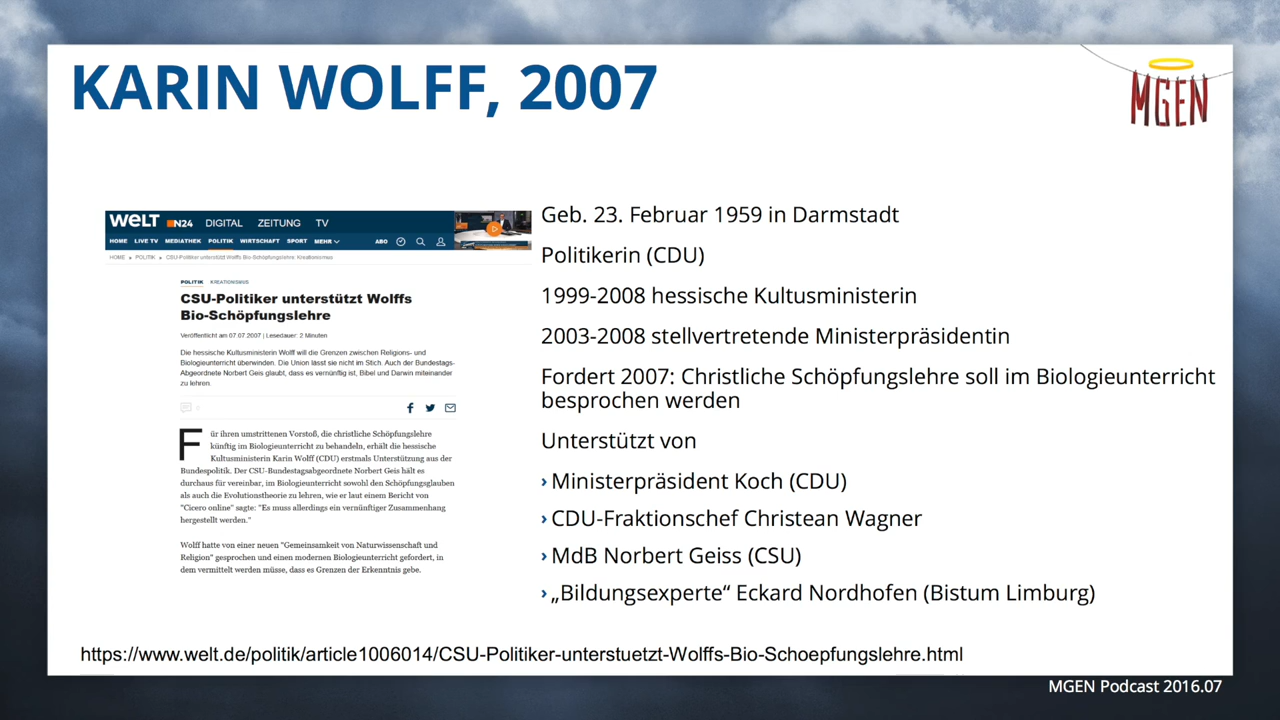 KARIN WOLFF, 2007
MGEN
WELT N24 DIGITAL ZEITUNG TV
HOME LIVE TV MEDIATHEK POLITIK WIRTSCHAFT SPORT MEHR ABO
HOME ▸ POLITIK ▸ CSU-Politiker unterstützt Wolffs Bio-Schöpfungslehre: Kreationismus
POLITIK KREATIONISMUS
CSU-Politiker unterstützt Wolffs
Bio-Schöpfungslehre
Veröffentlicht am 07.07.2007 | Lesedauer: 2 Minuten
Die hessische Kultusministerin Wolff will die Grenzen zwischen Religions- und
Biologieunterricht überwinden. Die Union lässt sie nicht im Stich. Auch der Bundestags-
Abgeordnete Norbert Geis glaubt, dass es vernünftig ist, Bibel und Darwin miteinander
zu lehren.
Für ihren umstrittenen Vorstoß, die christliche Schöpfungslehre
künftig im Biologieunterricht zu behandeln, erhält die hessische
Kultusministerin Karin Wolff (CDU) erstmals Unterstützung aus der
Bundespolitik. Der CSU-Bundestagsabgeordnete Norbert Geis hält es
durchaus für vereinbar, im Biologieunterricht sowohl den Schöpfungsglauben
als auch die Evolutionstheorie zu lehren, wie er laut einem Bericht von
"Cicero online" sagte: "Es muss allerdings ein vernünftiger Zusammenhang
hergestellt werden."
Wolff hatte von einer neuen "Gemeinsamkeit von Naturwissenschaft und
Religion" gesprochen und einen modernen Biologieunterricht gefordert, in
dem vermittelt werden müsse, dass es Grenzen der Erkenntnis gebe.
Geb. 23. Februar 1959 in Darmstadt
Politikerin (CDU)
1999-2008 hessische Kultusministerin
2003-2008 stellvertretende Ministerpräsidentin
Fordert 2007: Christliche Schöpfungslehre soll im Biologieunterricht
besprochen werden
Unterstützt von
› Ministerpräsident Koch (CDU)
› CDU-Fraktionschef Christean Wagner
› MdB Norbert Geiss (CSU)
› „Bildungsexperte“ Eckard Nordhofen (Bistum Limburg)
https://www.welt.de/politik/article1006014/CSU-Politiker-unterstuetzt-Wolffs-Bio-Schoepfungslehre.html
MGEN Podcast 2016.07